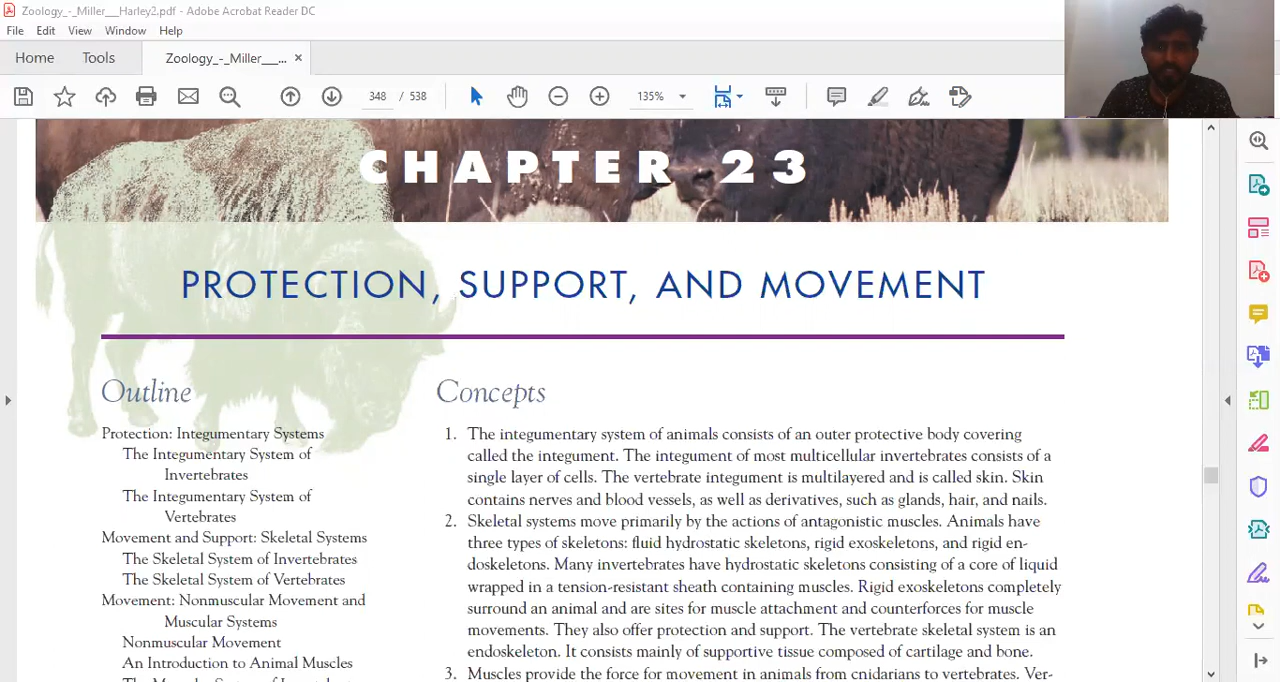 Zoology_-_Miller___Harley2.pdf - Adobe Acrobat Reader DC
File Edit View Window Help
Home Tools Zoology_-_Miller___... ×
348 / 538 135%
CHAPTER 23
PROTECTION, SUPPORT, AND MOVEMENT
Outline
Protection: Integumentary Systems
The Integumentary System of
Invertebrates
The Integumentary System of
Vertebrates
Movement and Support: Skeletal Systems
The Skeletal System of Invertebrates
The Skeletal System of Vertebrates
Movement: Nonmuscular Movement and
Muscular Systems
Nonmuscular Movement
An Introduction to Animal Muscles
Concepts
1. The integumentary system of animals consists of an outer protective body covering
called the integument. The integument of most multicellular invertebrates consists of a
single layer of cells. The vertebrate integument is multilayered and is called skin. Skin
contains nerves and blood vessels, as well as derivatives, such as glands, hair, and nails.
2. Skeletal systems move primarily by the actions of antagonistic muscles. Animals have
three types of skeletons: fluid hydrostatic skeletons, rigid exoskeletons, and rigid en-
doskeletons. Many invertebrates have hydrostatic skeletons consisting of a core of liquid
wrapped in a tension-resistant sheath containing muscles. Rigid exoskeletons completely
surround an animal and are sites for muscle attachment and counterforces for muscle
movements. They also offer protection and support. The vertebrate skeletal system is an
endoskeleton. It consists mainly of supportive tissue composed of cartilage and bone.
3. Muscles provide the force for movement in animals from cnidarians to vertebrates. Ver-